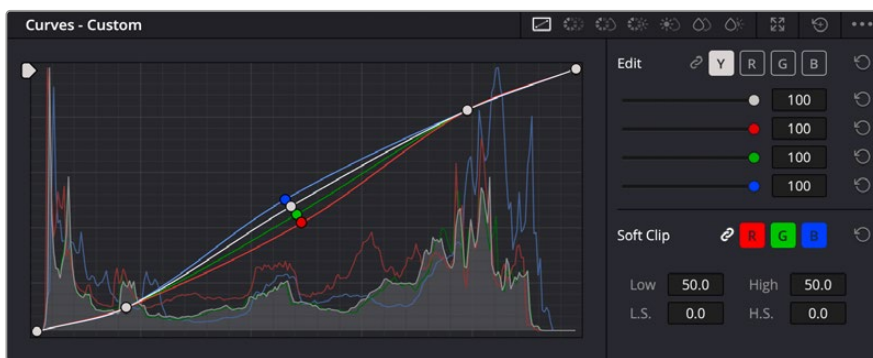 Curves - Custom
Edit Y R G B
100
100
100
100
Soft Clip R G B
Low 50.0 High 50.0
L.S. 0.0 H.S. 0.0